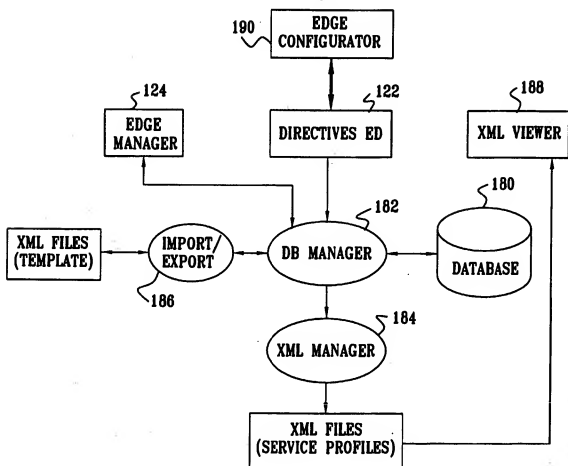 190
EDGE
CONFIGURATOR
124
EDGE
MANAGER
122
DIRECTIVES ED
188
XML VIEWER
182
DB MANAGER
180
DATABASE
XML FILES
(TEMPLATE)
IMPORT/
EXPORT
186
184
XML MANAGER
XML FILES
(SERVICE PROFILES)